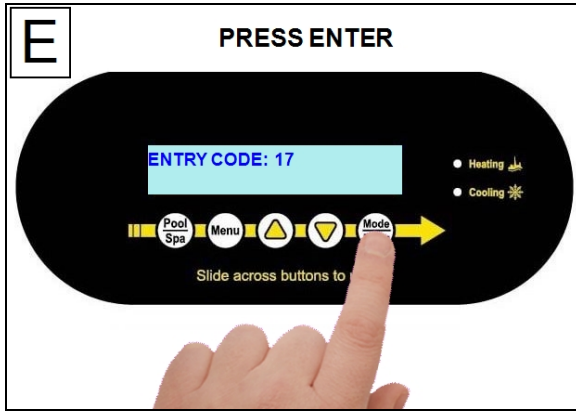 E
PRESS ENTER
ENTRY CODE: 17
Heating
Cooling
Pool
Spa
Menu
Mode
Slide across buttons to